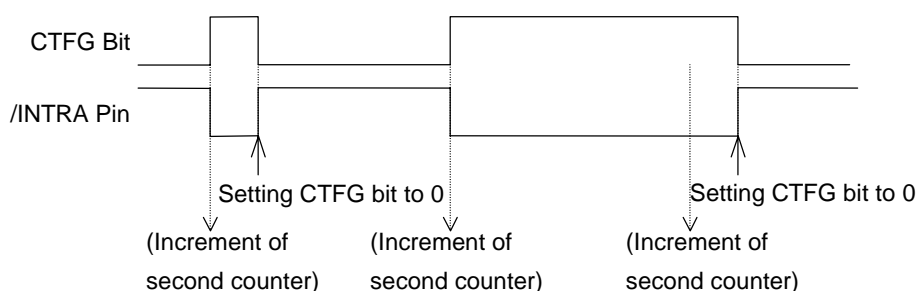 CTFG Bit
/INTRA Pin
Setting CTFG bit to 0
Setting CTFG bit to 0
(Increment of
second counter)
(Increment of
second counter)
(Increment of
second counter)